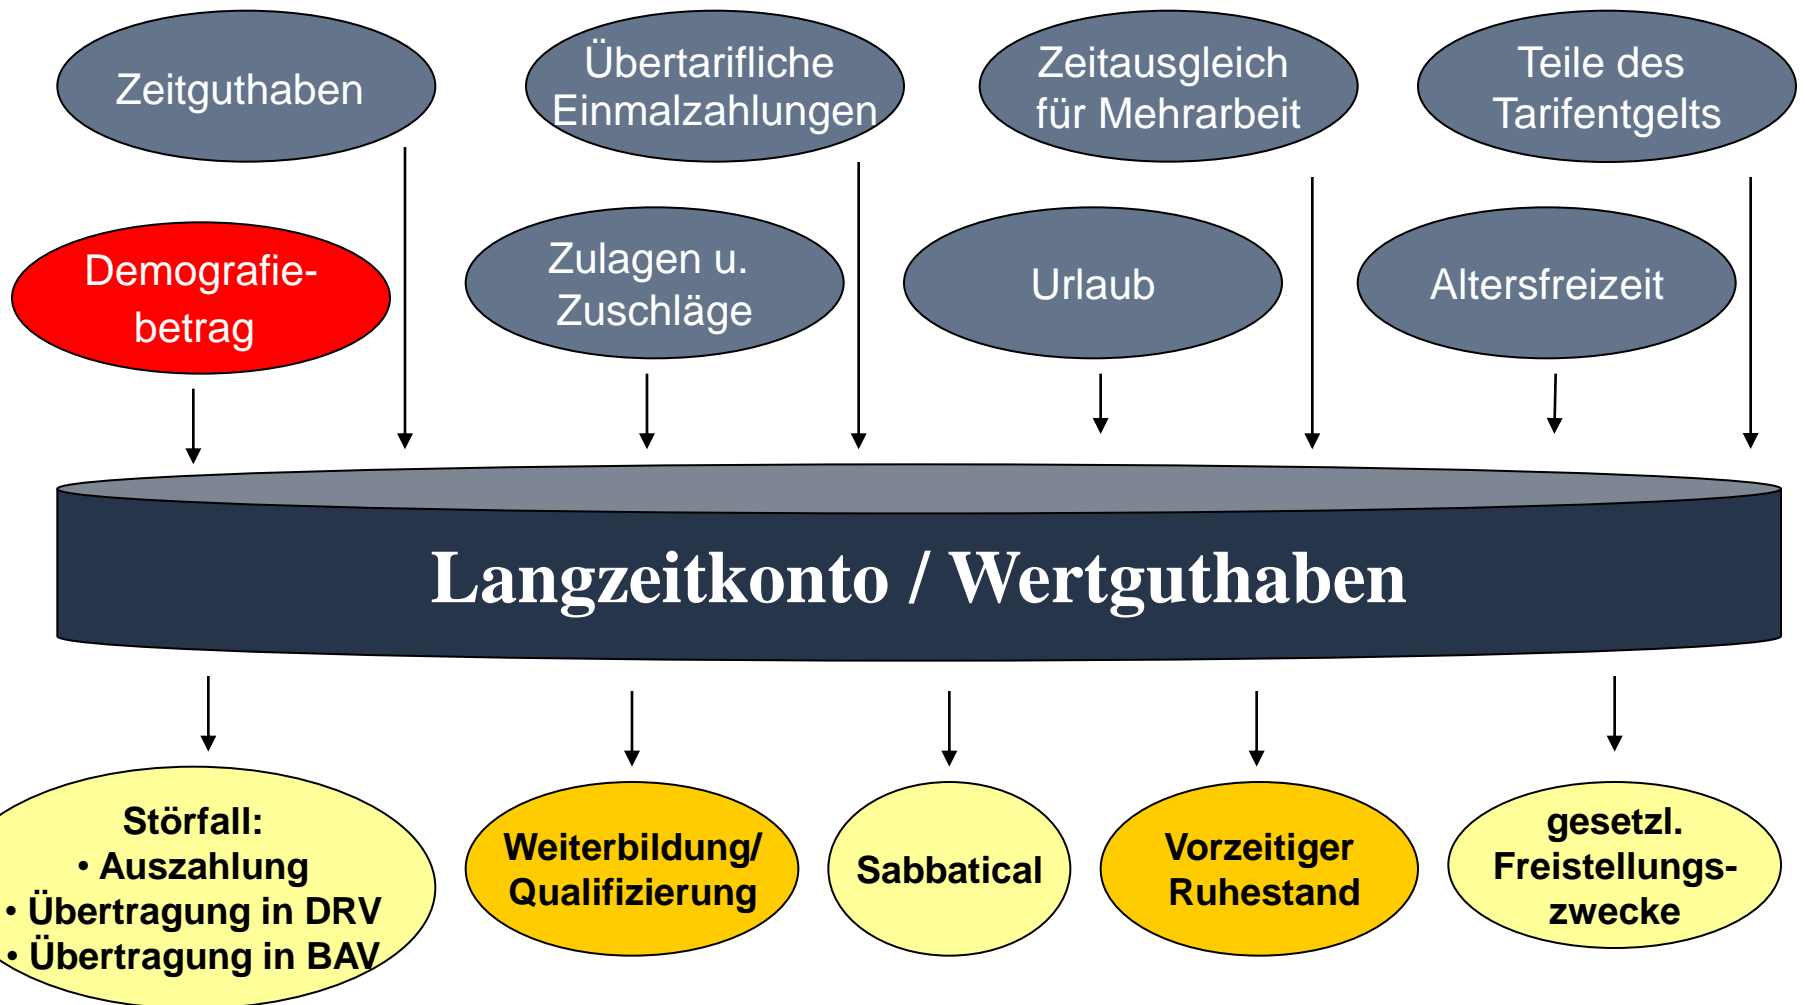 Zeitguthaben
Übertarifliche
Einmalzahlungen
Zeitausgleich
für Mehrarbeit
Teile des
Tarifentgelts
Demografie-
betrag
Zulagen u.
Zuschläge
Urlaub
Altersfreizeit
Langzeitkonto / Wertguthaben
Störfall:
• Auszahlung
• Übertragung in DRV
• Übertragung in BAV
Weiterbildung/
Qualifizierung
Sabbatical
Vorzeitiger
Ruhestand
gesetzl.
Freistellungs-
zwecke